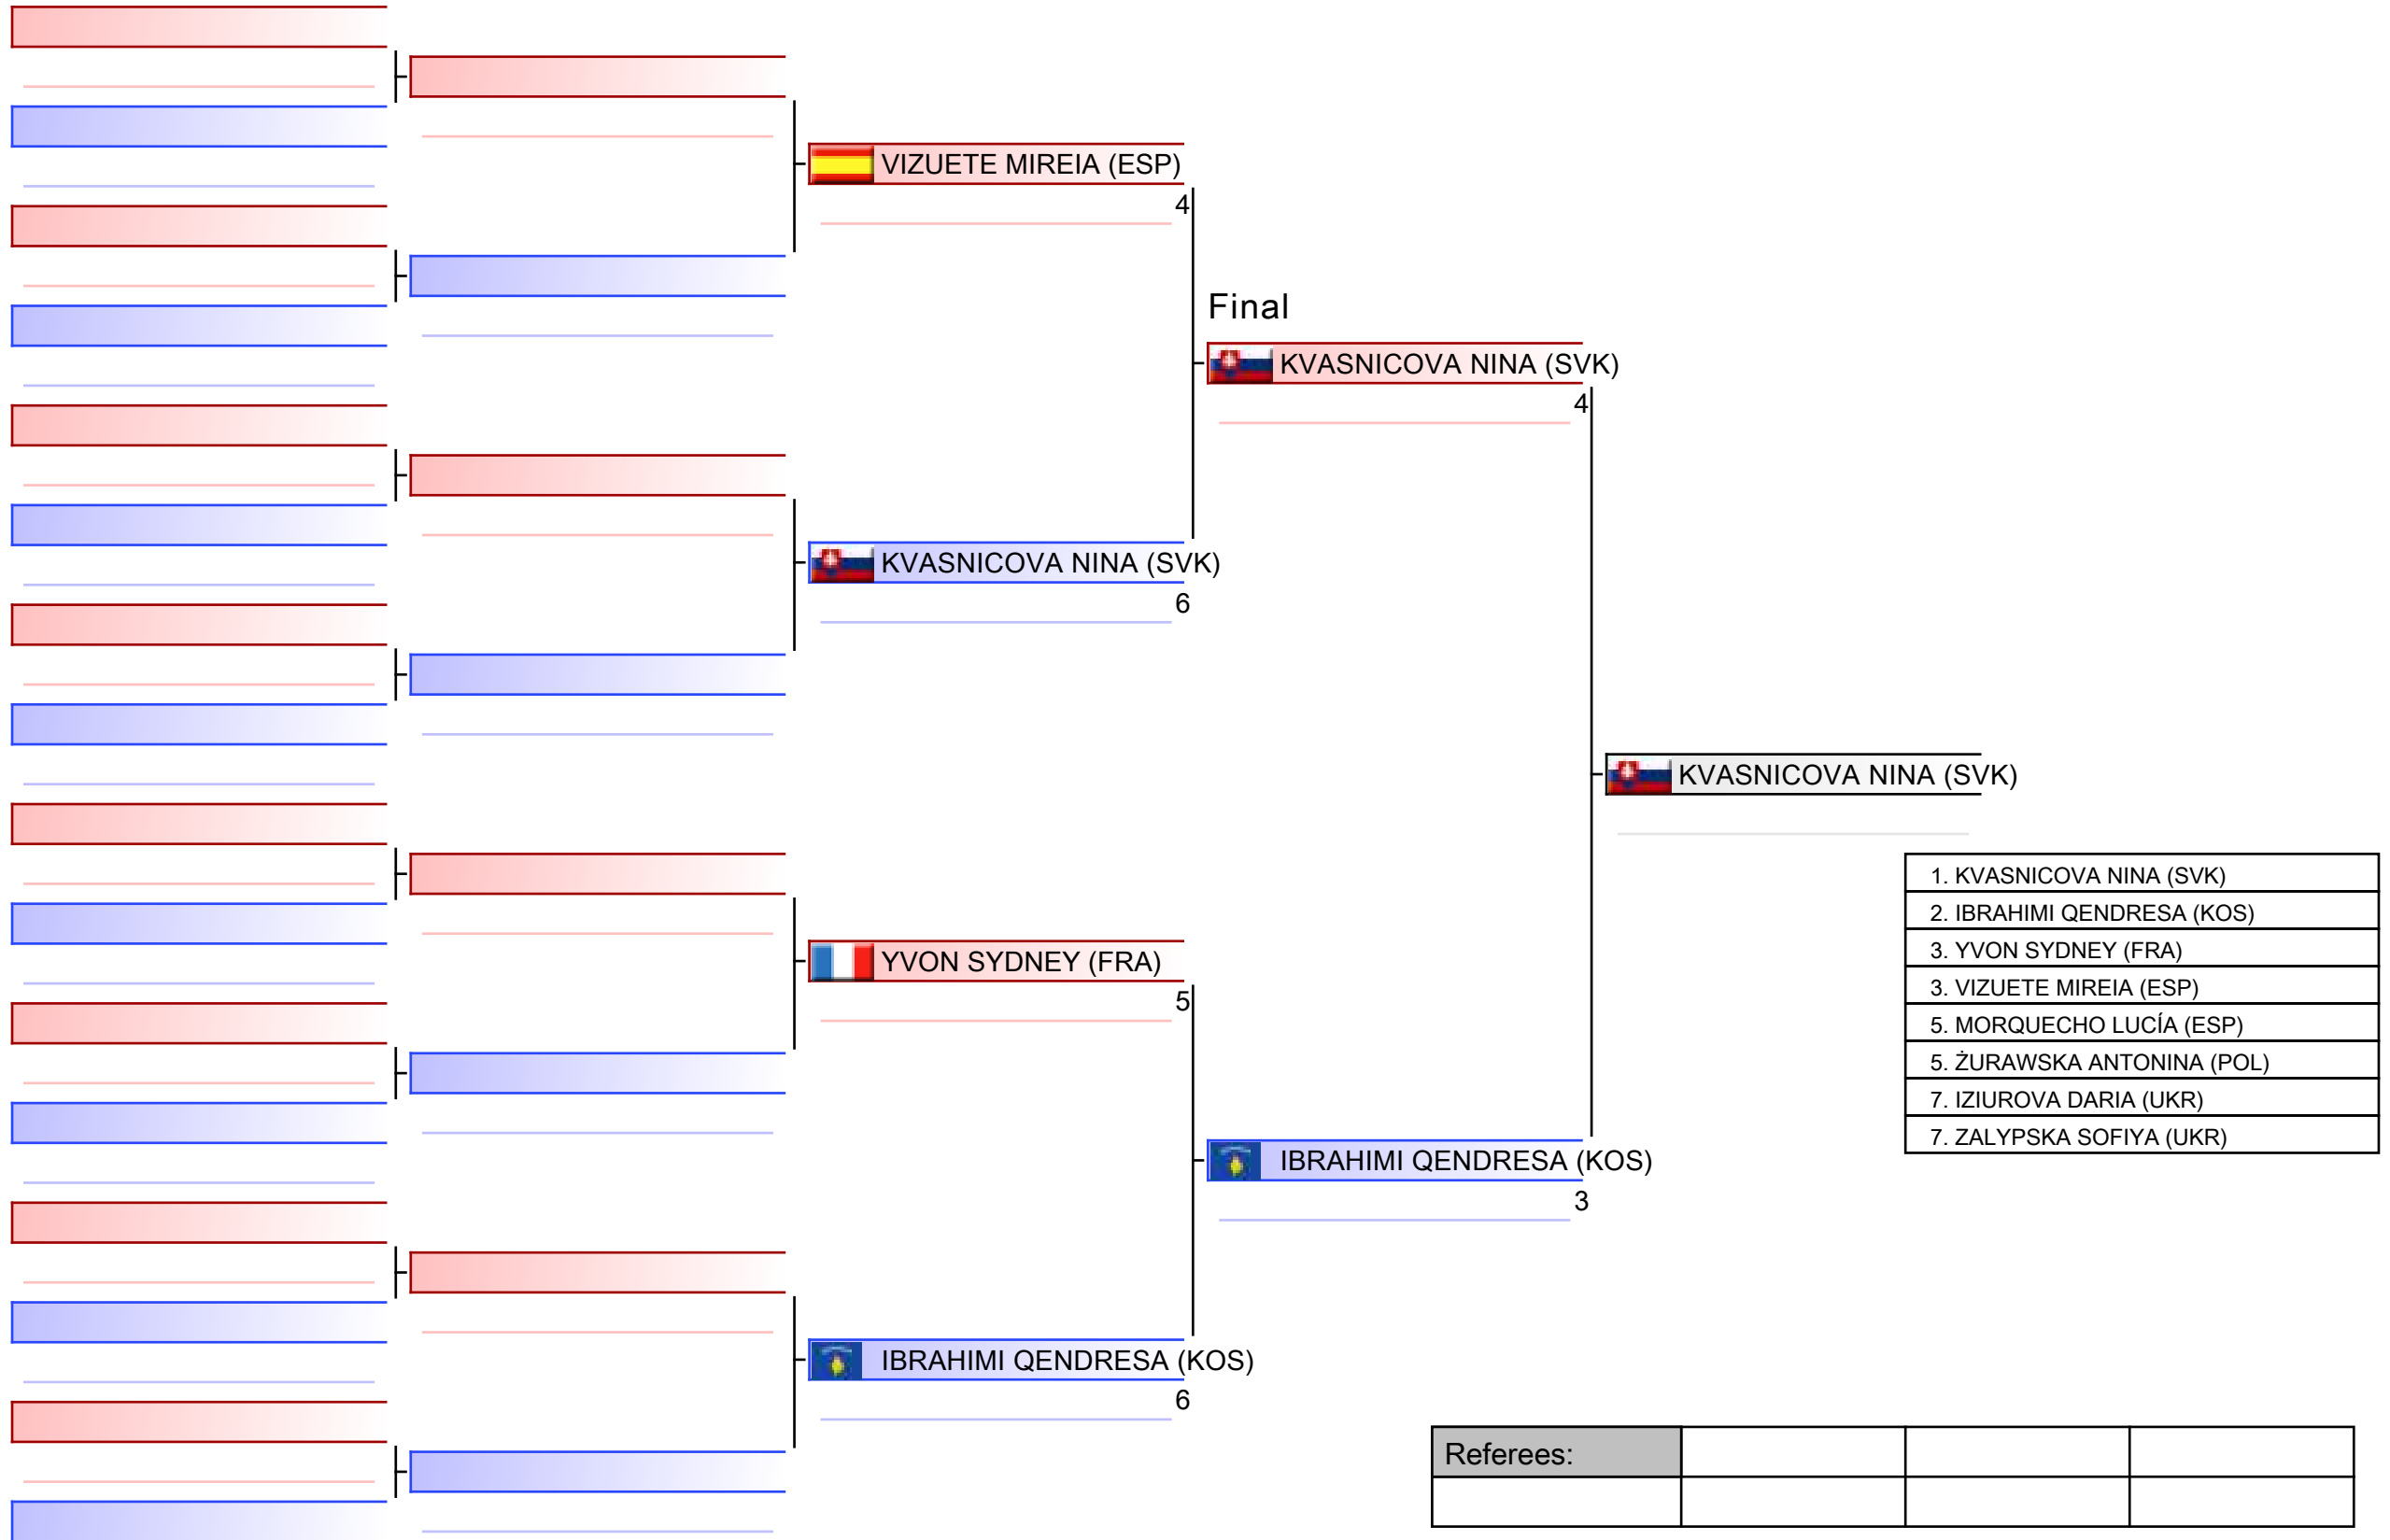 VIZUETE MIREIA (ESP)
4
Final
KVASNICOVA NINA (SVK)
4
KVASNICOVA NINA (SVK)
6
KVASNICOVA NINA (SVK)
1. KVASNICOVA NINA (SVK)
2. IBRAHIMI QENDRESA (KOS)
3. YVON SYDNEY (FRA)
3. VIZUETE MIREIA (ESP)
5. MORQUECHO LUCÍA (ESP)
5. ŻURAWSKA ANTONINA (POL)
7. IZIUROVA DARIA (UKR)
7. ZALYPSKA SOFIYA (UKR)
YVON SYDNEY (FRA)
5
IBRAHIMI QENDRESA (KOS)
3
IBRAHIMI QENDRESA (KOS)
6
Referees: